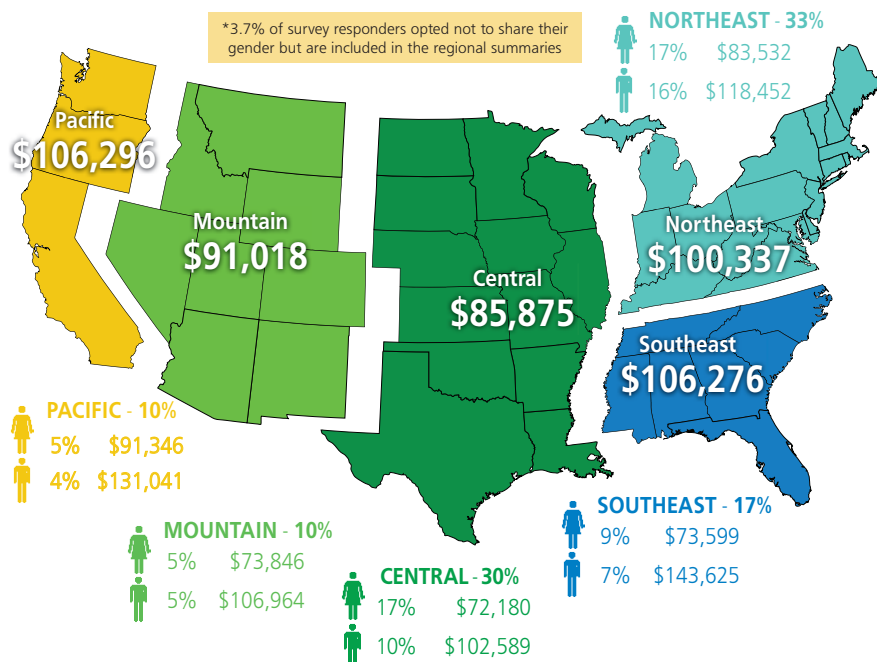 *3.7% of survey responders opted not to share their
gender but are included in the regional summaries
NORTHEAST - 33%
17% $83,532
16% $118,452
Pacific
$106,296
Mountain
$91,018
Central
$85,875
Northeast
$100,337
Southeast
$106,276
PACIFIC - 10%
5% $91,346
4% $131,041
MOUNTAIN - 10%
5% $73,846
5% $106,964
CENTRAL - 30%
17% $72,180
10% $102,589
SOUTHEAST - 17%
9% $73,599
7% $143,625